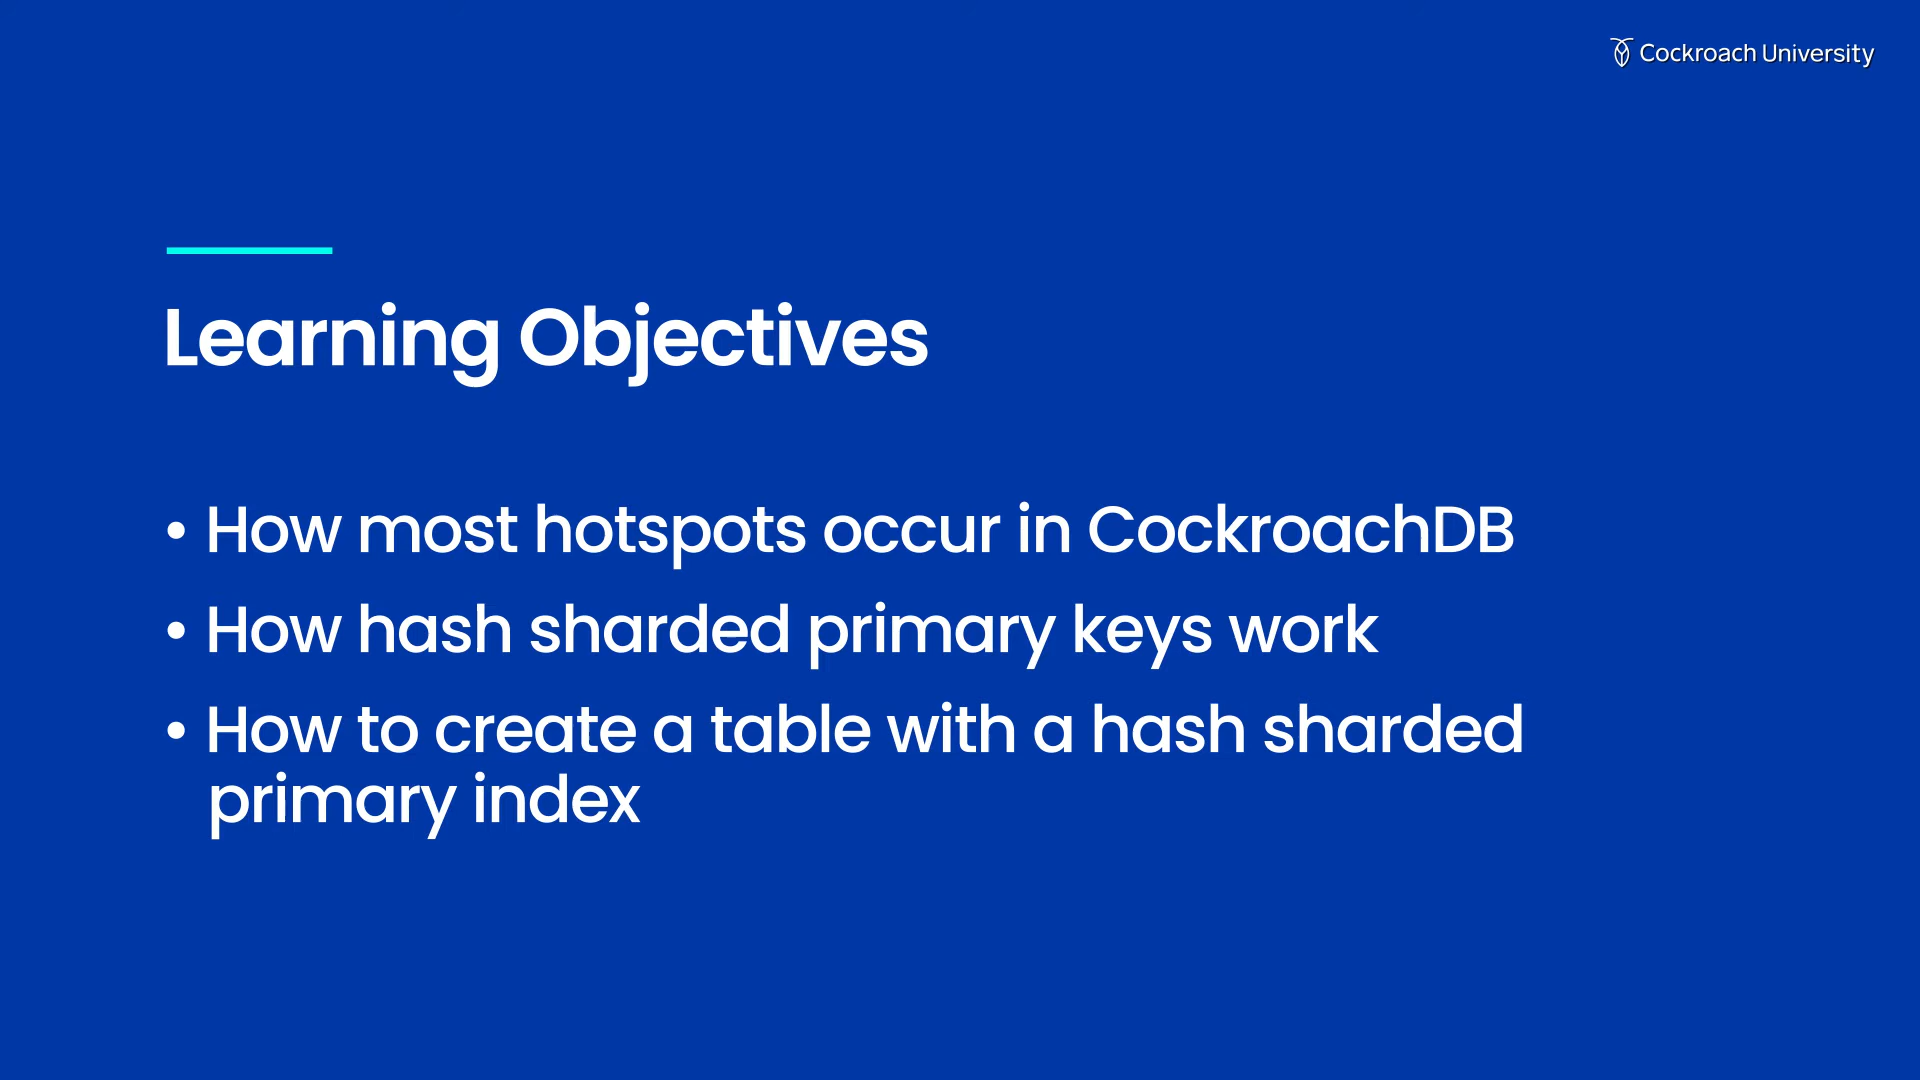 Cockroach University
Learning Objectives
• How most hotspots occur in CockroachDB
• How hash sharded primary keys work
• How to create a table with a hash sharded
primary index